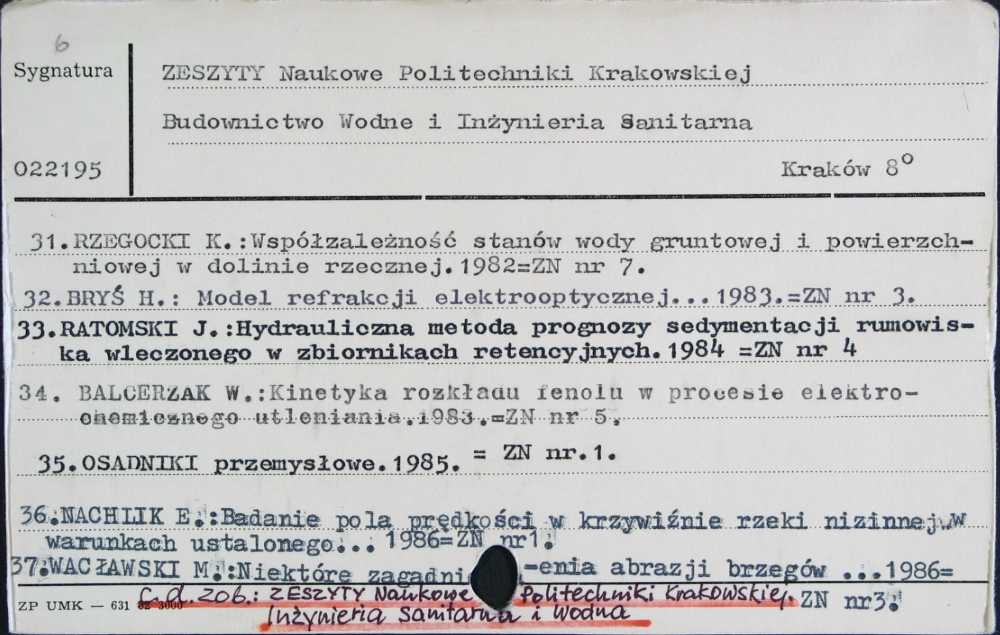 6
Sygnatura
ZESZYTY Naukowe Politechniki Krakowskiej
Budownictwo Wodne i Inżynieria Sanitarna
022195
Kraków 8°
31.RZEGOCKI K.:Współzależność stanów wody gruntowej i powierzch-
niowej w dolinie rzecznej.1982=ZN nr 7.
32.BRYŚ H.: Model refrakcji elektrooptycznej...1983.=ZN nr 3.
33.RATOMSKI J.:Hydrauliczna metoda prognozy sedymentacji rumowis-
ka wleczonego w zbiornikach retencyjnych.1984 =ZN nr 4
34. BALCERZAK W.:Kinetyka rozkładu fenolu w procesie elektro-
chemicznego utleniania.1983.=ZN nr 5.
35.OSADNIKI przemysłowe.1985. = ZN nr.1.
36.NACHLIK E.:Badanie pola prędkości w krzywiźnie rzeki nizinnej w
warunkach ustalonego... 1986=ZN nr1.
37.WACŁAWSKI M.:Niektóre zagadni -enia abrazji brzegów ...1986=
ZN nr3.
c.d. zob.: ZESZYTY Naukowe Politechniki Krakowskiej.
Inżynieria Sanitarna i Wodna
ZP UMK — 631 82 3000